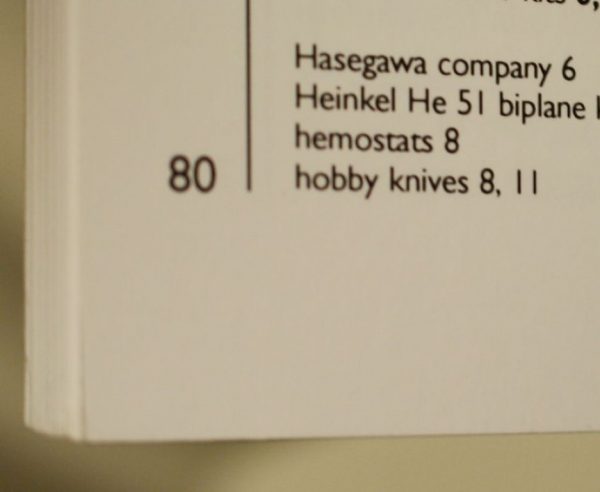 Hasegawa company 6
Heinkel He 51 biplane
hemostats 8
hobby knives 8, 11
80